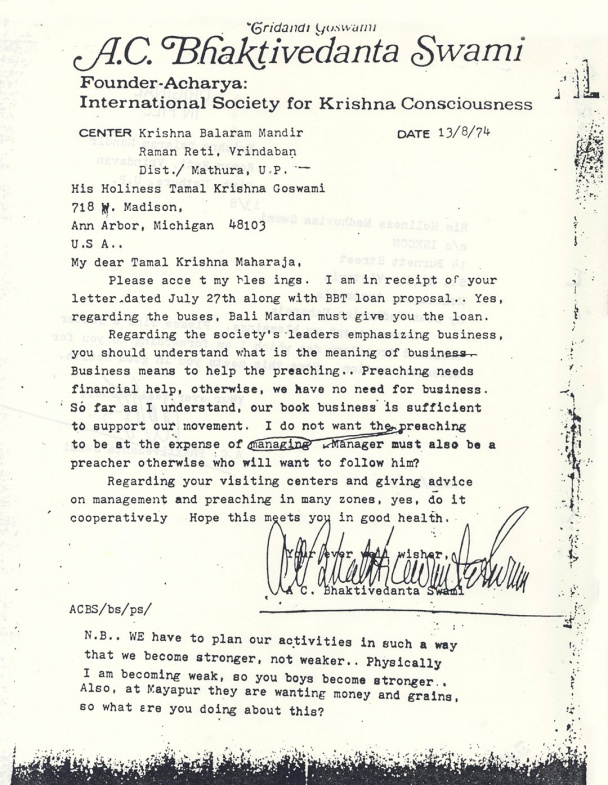 Tridandi Goswami
A.C. Bhaktivedanta Swami
Founder-Acharya:
International Society for Krishna Consciousness
CENTER Krishna Balaram Mandir
DATE 13/8/74
Raman Reti, Vrindaban
Dist./ Mathura, U.P.
His Holiness Tamal Krishna Goswami
718 W. Madison,
Ann Arbor, Michigan 48103
U.S A..
My dear Tamal Krishna Maharaja,
Please acce t my bles ings. I am in receipt of your
letter dated July 27th along with BBT loan proposal.. Yes,
regarding the buses, Bali Mardan must give you the loan.
Regarding the society's leaders emphasizing business,
you should understand what is the meaning of business.
Business means to help the preaching.. Preaching needs
financial help, otherwise, we have no need for business.
So far as I understand, our book business is sufficient
to support our movement. I do not want the preaching
to be at the expense of managing. Manager must also be a
preacher otherwise who will want to follow him?
Regarding your visiting centers and giving advice
on management and preaching in many zones, yes, do it
cooperatively Hope this meets you in good health.
Your ever well wisher,
A C. Bhaktivedanta Swami
ACBS/bs/ps/
N.B.. WE have to plan our activities in such a way
that we become stronger, not weaker.. Physically
I am becoming weak, so you boys become stronger..
Also, at Mayapur they are wanting money and grains,
so what are you doing about this?